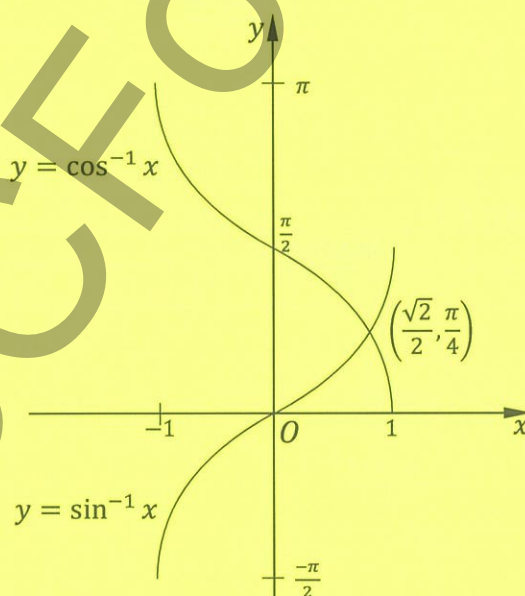 y
π
y = cos⁻¹ x
π/2
(√2/2, π/4)
-1
O
1
x
y = sin⁻¹ x
-π/2